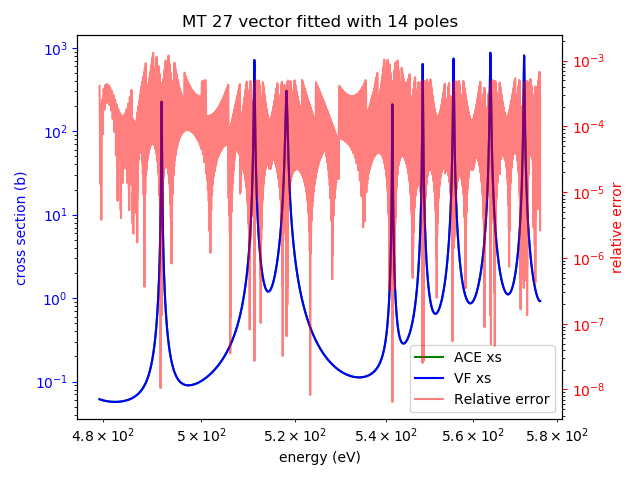 MT 27 vector fitted with 14 poles
10³
10²
10¹
10⁰
10⁻¹
cross section (b)
10⁻³
10⁻⁴
10⁻⁵
10⁻⁶
10⁻⁷
10⁻⁸
relative error
ACE xs
VF xs
Relative error
4.8 × 10² 5 × 10² 5.2 × 10² 5.4 × 10² 5.6 × 10² 5.8 × 10²
energy (eV)